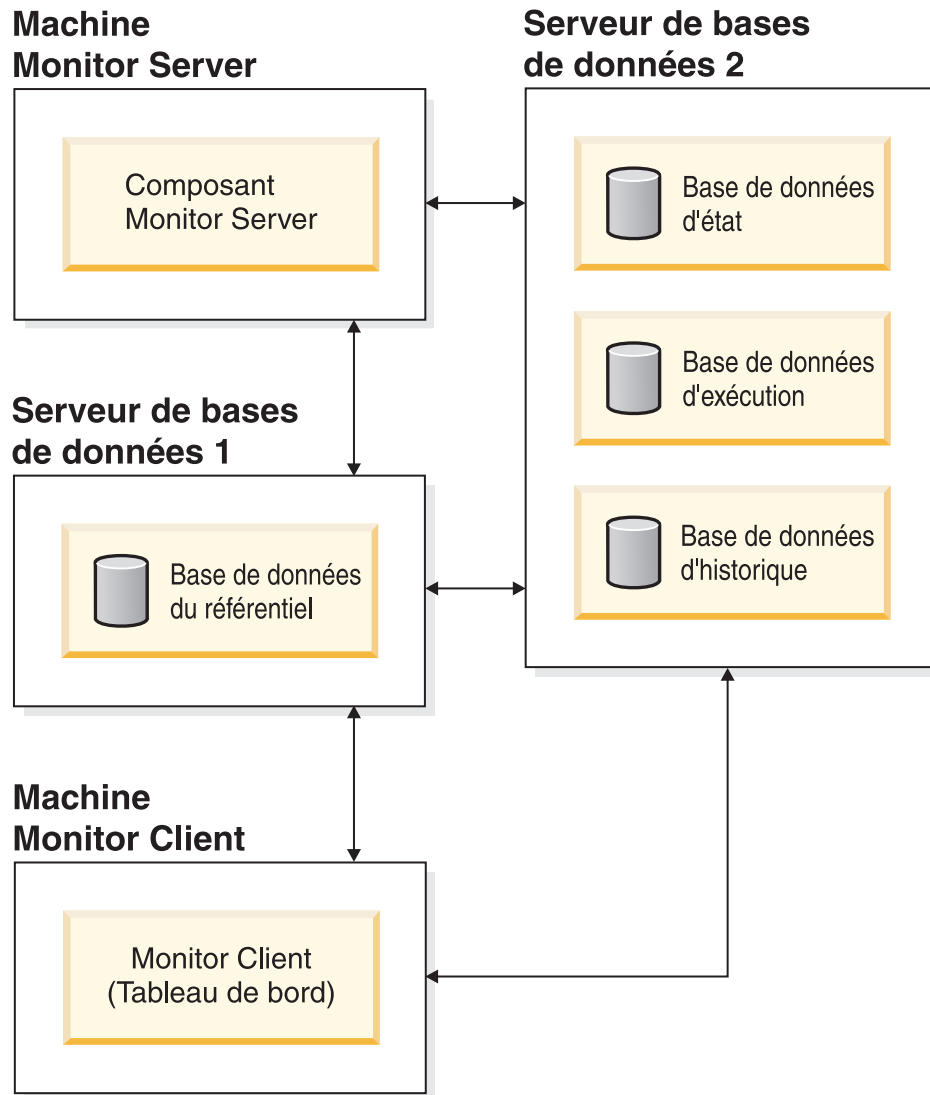 Machine
Monitor Server
Composant
Monitor Server
Serveur de bases
de données 2
Base de données
d'état
Base de données
d'exécution
Base de données
d'historique
Serveur de bases
de données 1
Base de données
du référentiel
Machine
Monitor Client
Monitor Client
(Tableau de bord)